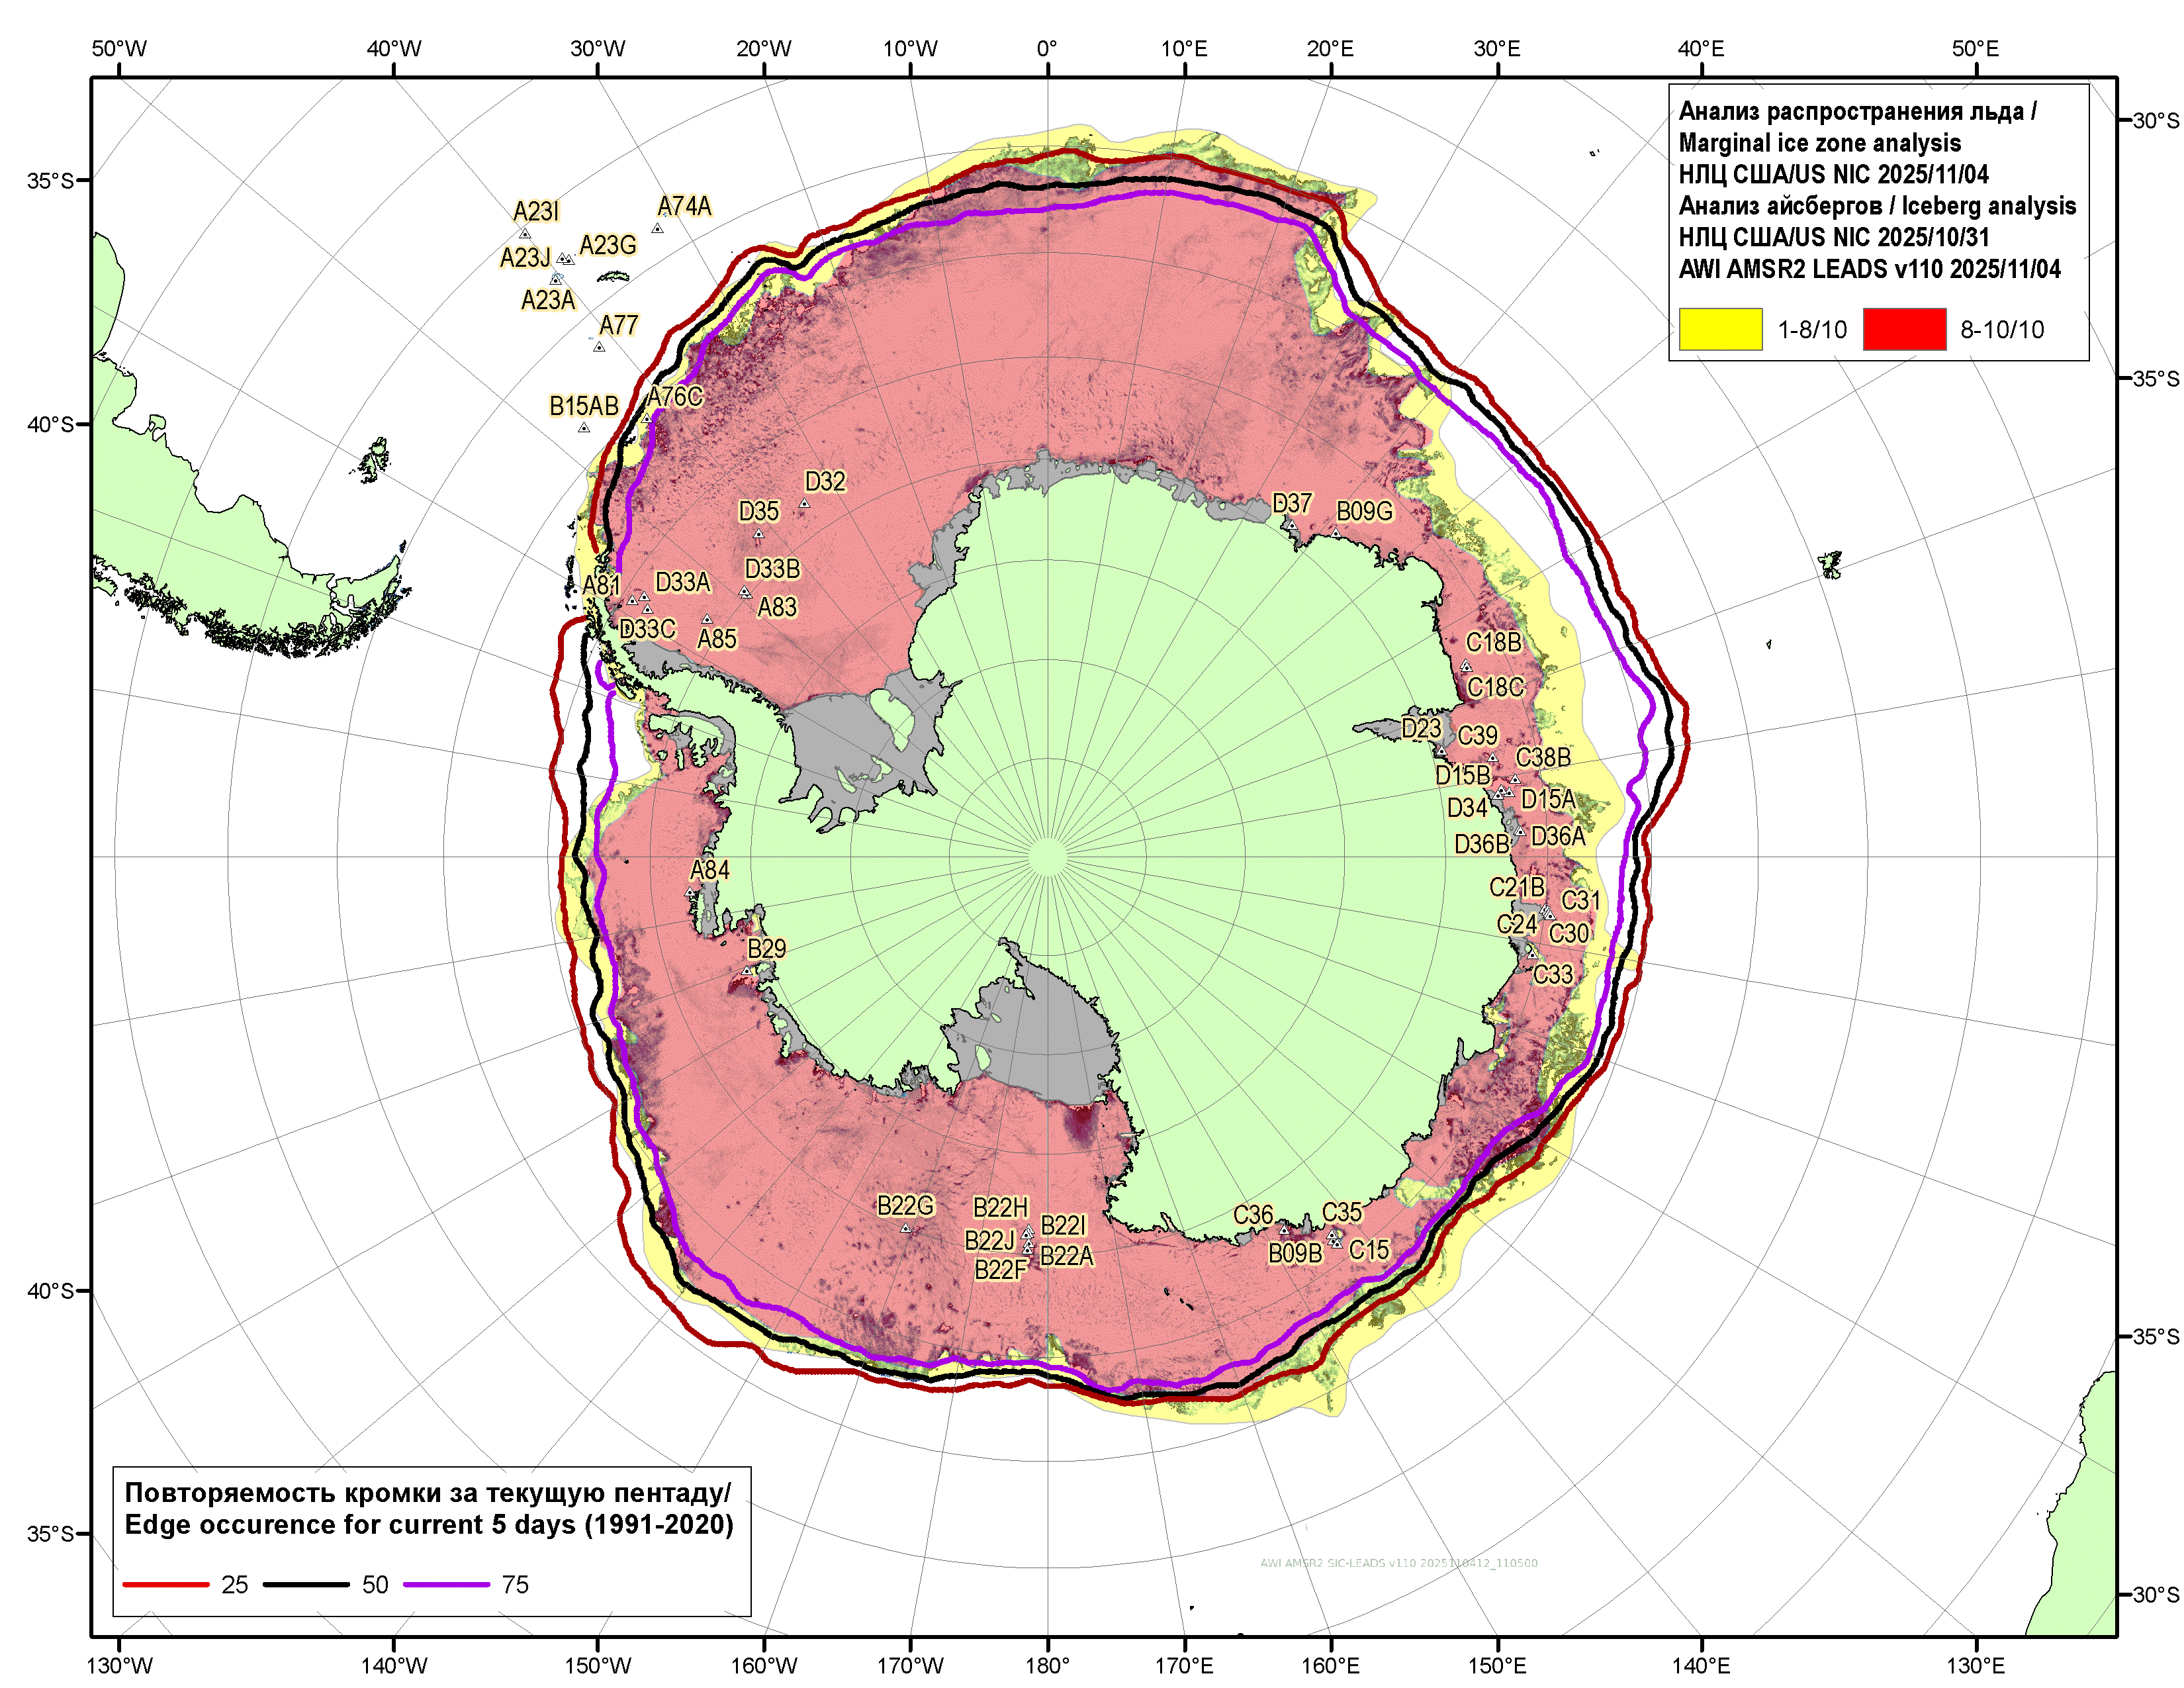 50°W 40°W 30°W 20°W 10°W 0° 10°E 20°E 30°E 40°E 50°E
Анализ распространения льда /
Marginal ice zone analysis
НЛЦ США/US NIC 2025/11/04
Анализ айсбергов / Iceberg analysis
НЛЦ США/US NIC 2025/10/31
AWI AMSR2 LEADS v110 2025/11/04
1-8/10 8-10/10
30°S
35°S
35°S
40°S
A23I
A74A
A23J
A23G
A23A
A77
A76C
B15AB
D32
D35
D37
B09G
D33B
A81
D33A
A83
D33C
A85
C18B
C18C
D23
C39
C38B
D15B
D15A
D34
D36A
D36B
A84
C21B
C31
C24
C30
B29
C33
B22G
B22H
B22I
B22J
B22A
B22F
C36
C35
B09B
C15
40°S
35°S
35°S
30°S
Повторяемость кромки за текущую пентаду/
Edge occurence for current 5 days (1991-2020)
25 50 75
AWI AMSR2 SIC-LEADS v110 2025110412_110500
130°W 140°W 150°W 160°W 170°W 180° 170°E 160°E 150°E 140°E 130°E